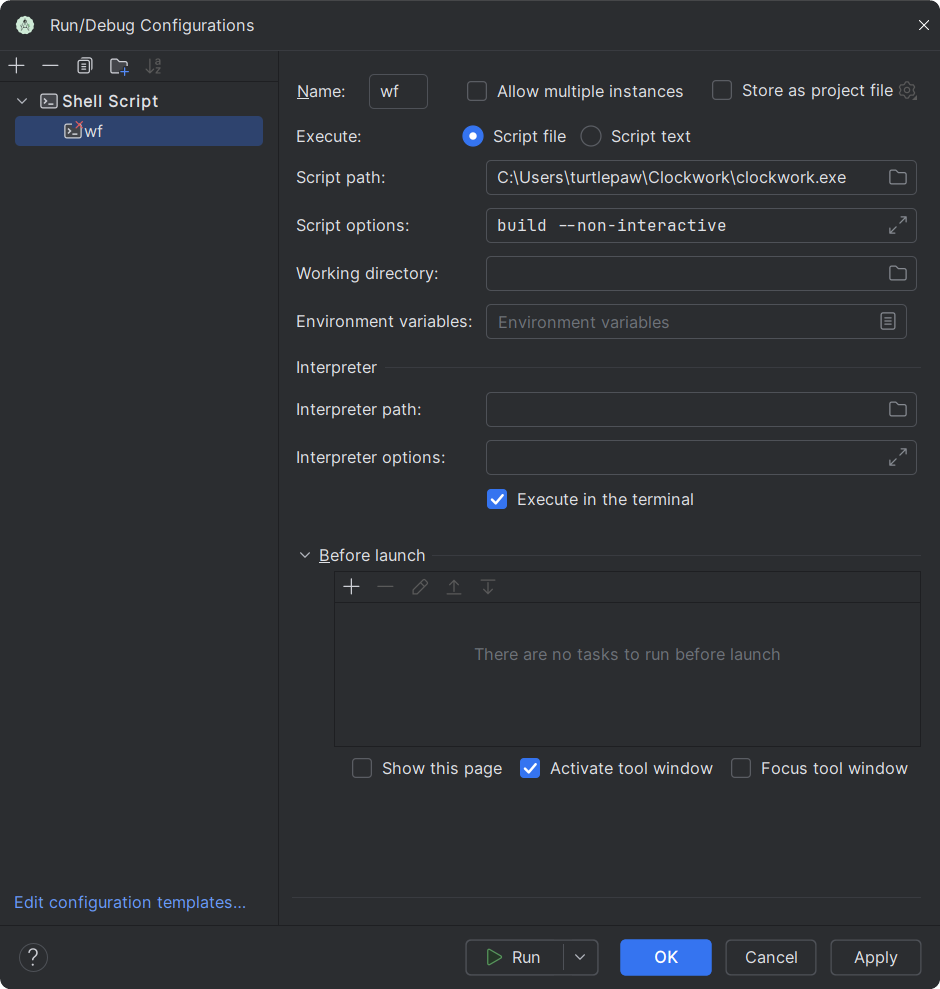 Run/Debug Configurations
Shell Script
wf
Edit configuration templates...
Name: wf Allow multiple instances Store as project file
Execute: Script file Script text
Script path: C:\Users\turtlepaw\Clockwork\clockwork.exe
Script options: build --non-interactive
Working directory:
Environment variables: Environment variables
Interpreter
Interpreter path:
Interpreter options:
Execute in the terminal
Before launch
There are no tasks to run before launch
Show this page Activate tool window Focus tool window
? Run OK Cancel Apply